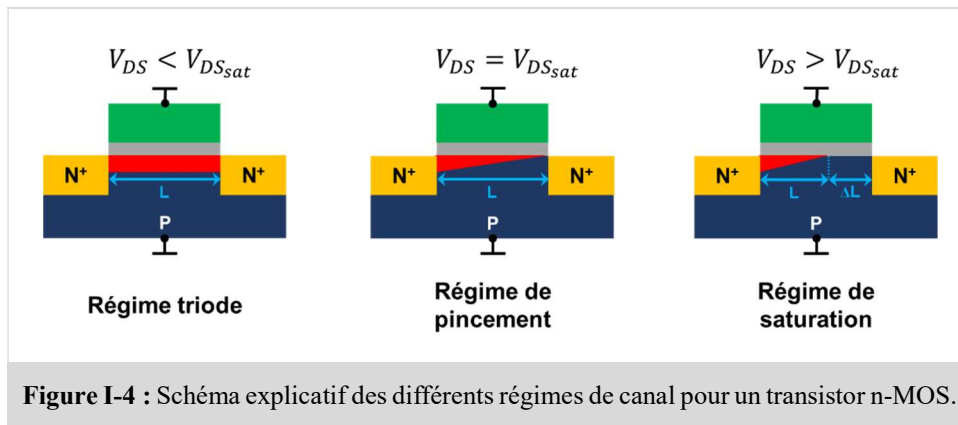 V_DS < V_DSsat
V_DS = V_DSsat
V_DS > V_DSsat
N⁺ N⁺
L
P
N⁺ N⁺
L
P
N⁺ N⁺
L ΔL
P
Régime triode
Régime de
pincement
Régime de
saturation
Figure I-4 : Schéma explicatif des différents régimes de canal pour un transistor n-MOS.